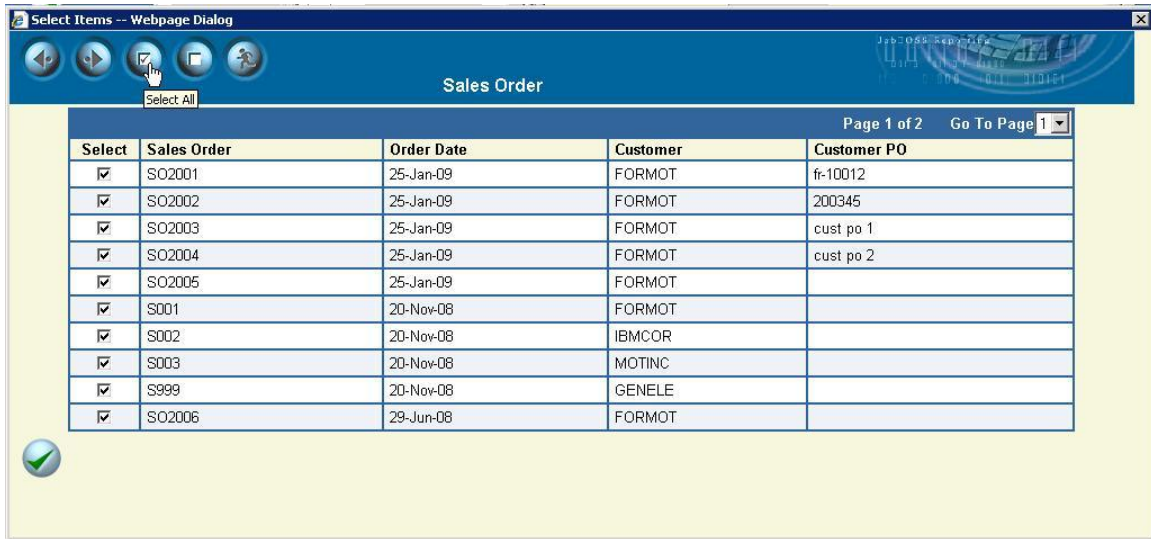 Select Items -- Webpage Dialog
Sales Order
Select All
Page 1 of 2 Go To Page 1
Select Sales Order Order Date Customer Customer PO
SO2001 25-Jan-09 FORMOT fr-10012
SO2002 25-Jan-09 FORMOT 200345
SO2003 25-Jan-09 FORMOT cust po 1
SO2004 25-Jan-09 FORMOT cust po 2
SO2005 25-Jan-09 FORMOT
S001 20-Nov-08 FORMOT
S002 20-Nov-08 IBMCOR
S003 20-Nov-08 MOTINC
S999 20-Nov-08 GENELE
SO2006 29-Jun-08 FORMOT